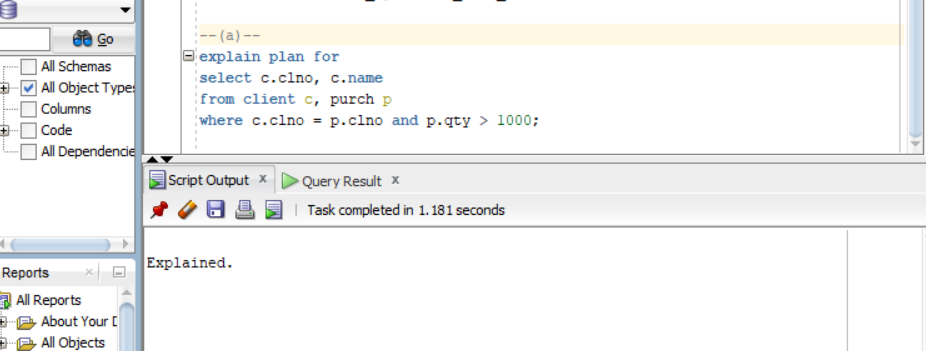 Go
All Schemas
All Object Type
Columns
Code
All Dependencie
Reports
All Reports
About Your
All Objects
--(a)--
explain plan for
select c.clno, c.name
from client c, purch p
where c.clno = p.clno and p.qty > 1000;
Script Output x Query Result x
Task completed in 1.181 seconds
Explained.